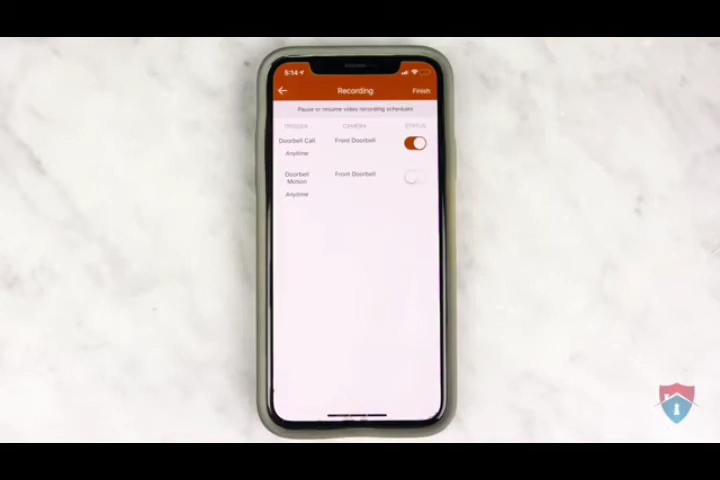 5:14
Recording
Finish
Pause or resume video recording schedules
TRIGGER
CAMERA
STATUS
Doorbell Call
Front Doorbell
Anytime
Doorbell
Motion
Front Doorbell
Anytime